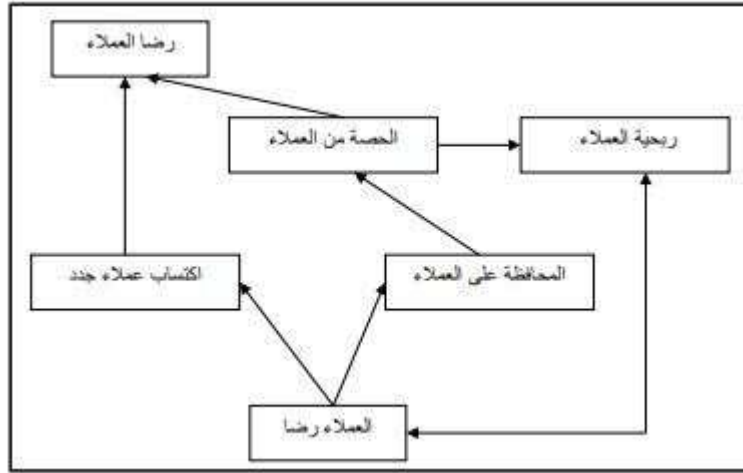 رضا العملاء
الحصة من العملاء
ربحية العملاء
اكتساب عملاء جدد
المحافظة على العملاء
العملاء رضا